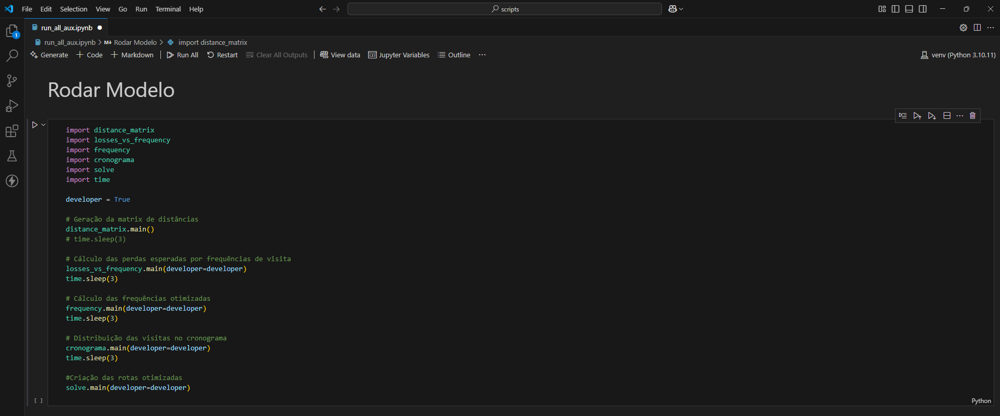 File Edit Selection View Go Run Terminal Help
scripts
run_all_aux.ipynb
run_all_aux.ipynb > M↓ Rodar Modelo > import distance_matrix
Generate + Code + Markdown | Run All Restart Clear All Outputs | View data Jupyter Variables Outline ...
venv (Python 3.10.11)
1
Rodar Modelo
import distance_matrix
import losses_vs_frequency
import frequency
import cronograma
import solve
import time
developer = True
# Geração da matrix de distâncias
distance_matrix.main()
# time.sleep(3)
# Cálculo das perdas esperadas por frequências de visita
losses_vs_frequency.main(developer=developer)
time.sleep(3)
# Cálculo das frequências otimizadas
frequency.main(developer=developer)
time.sleep(3)
# Distribuição das visitas no cronograma
cronograma.main(developer=developer)
time.sleep(3)
#Criação das rotas otimizadas
solve.main(developer=developer)
[ ]
Python